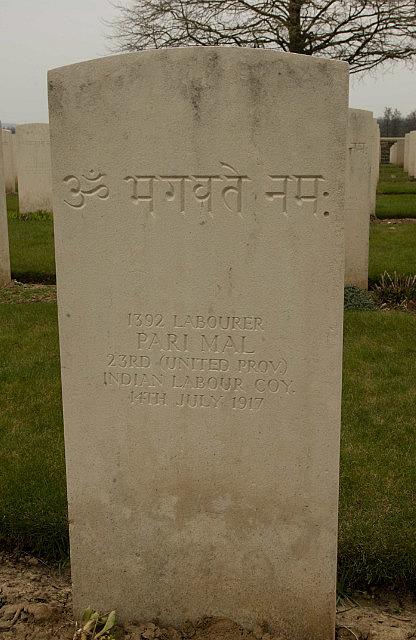 ॐ भगवते नमः
1392 LABOURER
PARI MAL
23RD (UNITED PROV)
INDIAN LABOUR COY.
14TH JULY 1917